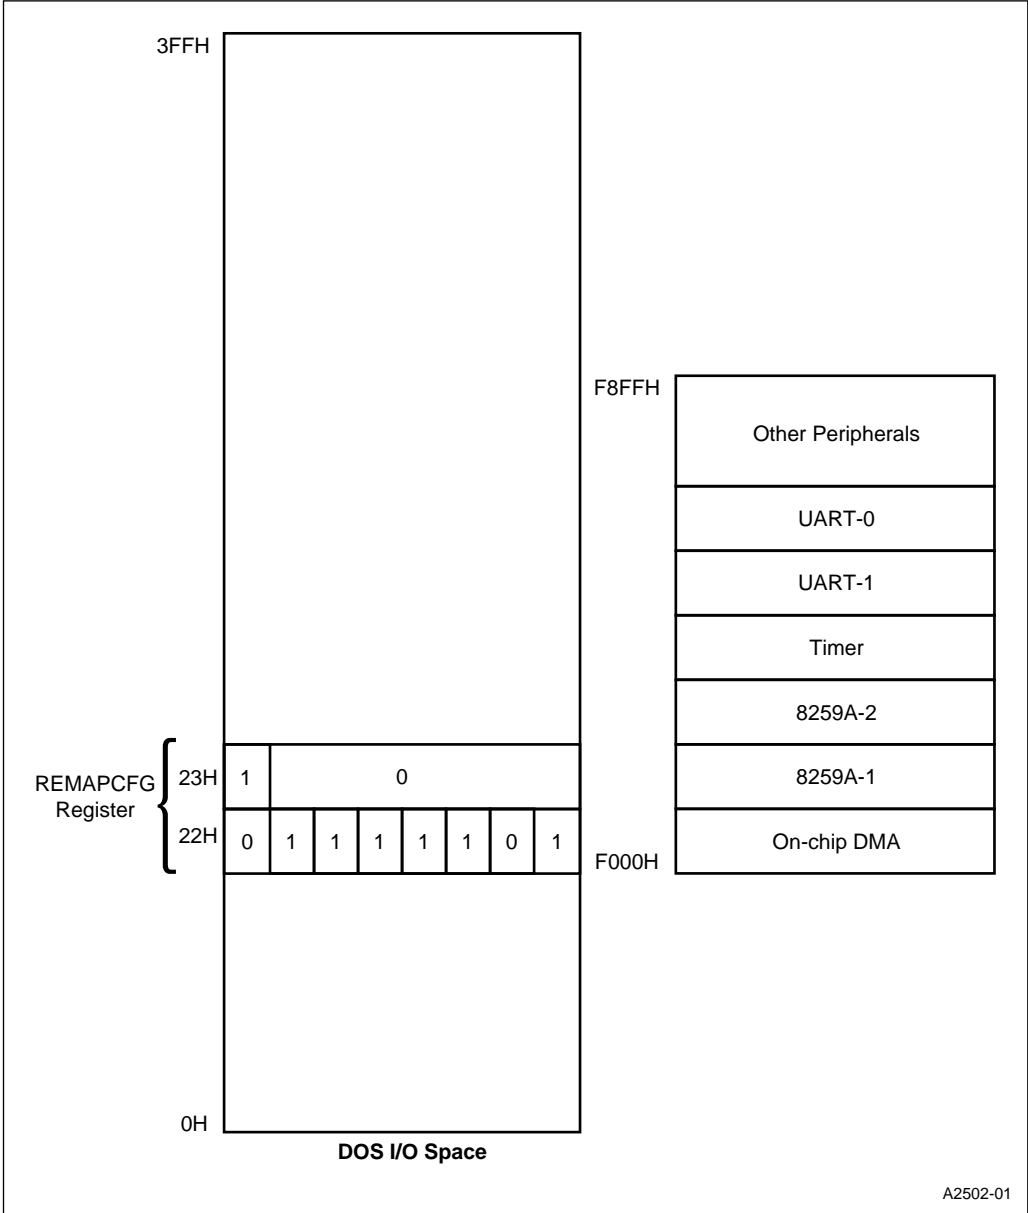 3FFH
F8FFH
Other Peripherals
UART-0
UART-1
Timer
8259A-2
REMAPCFG
Register
23H
1
0
8259A-1
22H
0 1 1 1 1 1 0 1
F000H
On-chip DMA
0H
DOS I/O Space
A2502-01